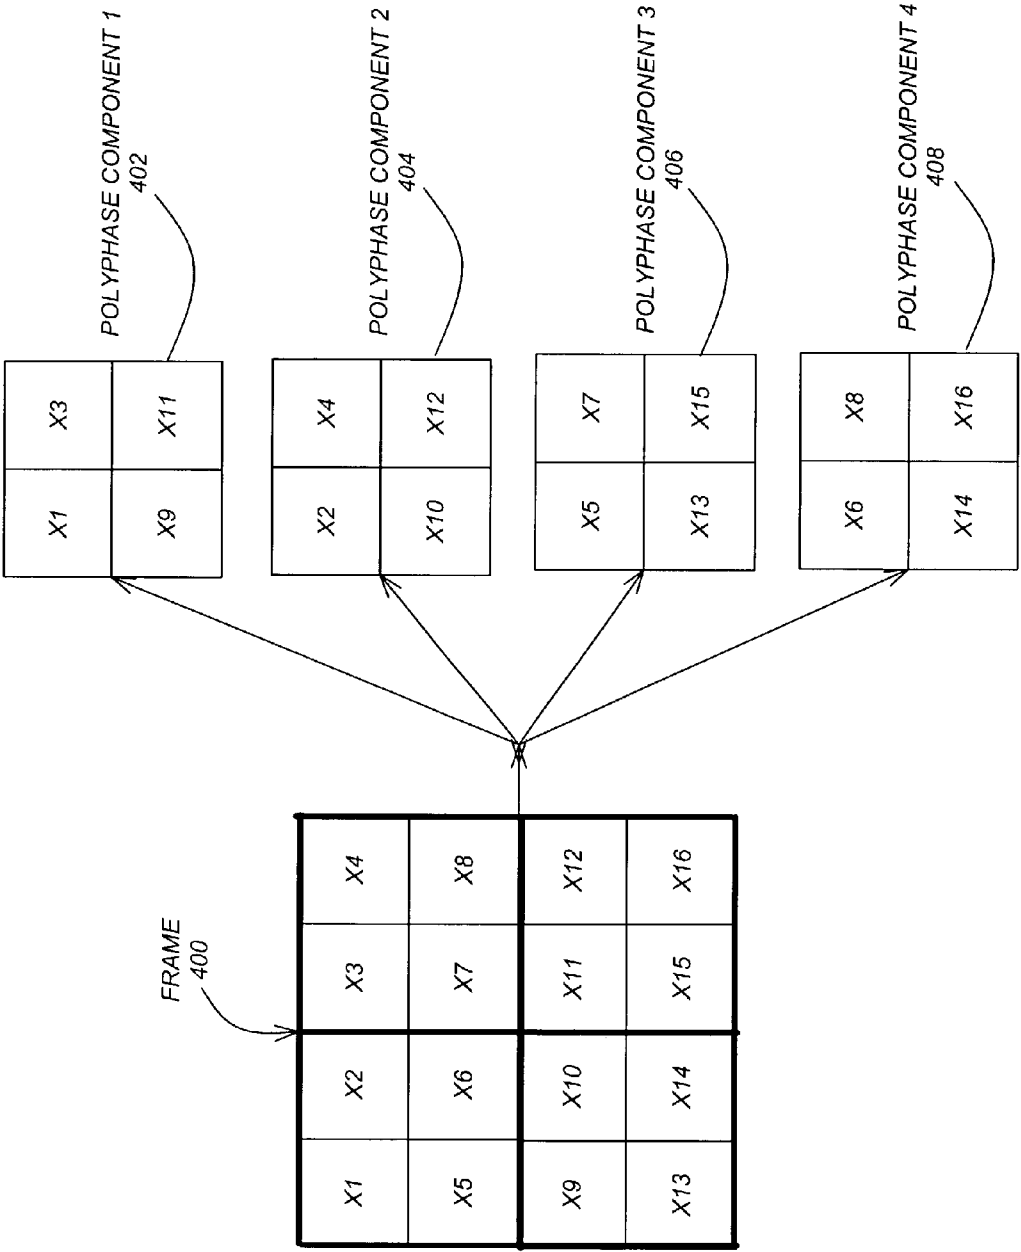 FRAME
400
X1 X2 X3 X4
X5 X6 X7 X8
X9 X10 X11 X12
X13 X14 X15 X16
X1 X3
X9 X11
POLYPHASE COMPONENT 1
402
X2 X4
X10 X12
POLYPHASE COMPONENT 2
404
X5 X7
X13 X15
POLYPHASE COMPONENT 3
406
X6 X8
X14 X16
POLYPHASE COMPONENT 4
408